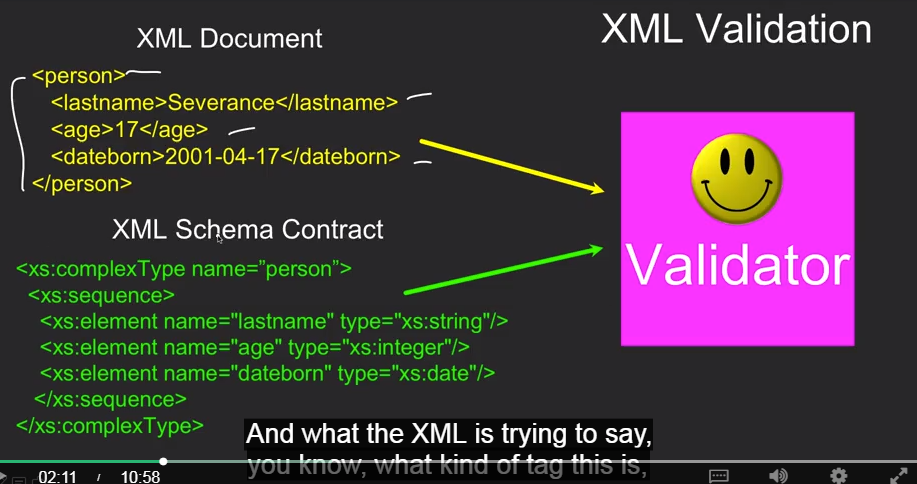 XML Document
XML Validation
<person>
<lastname>Severance</lastname>
<age>17</age>
<dateborn>2001-04-17</dateborn>
</person>
XML Schema Contract
<xs:complexType name=”person”>
<xs:sequence>
<xs:element name="lastname" type="xs:string"/>
<xs:element name="age" type="xs:integer"/>
<xs:element name="dateborn" type="xs:date"/>
</xs:sequence>
</xs:complexType>
Validator
And what the XML is trying to say,
you know, what kind of tag this is,
02:11 / 10:58